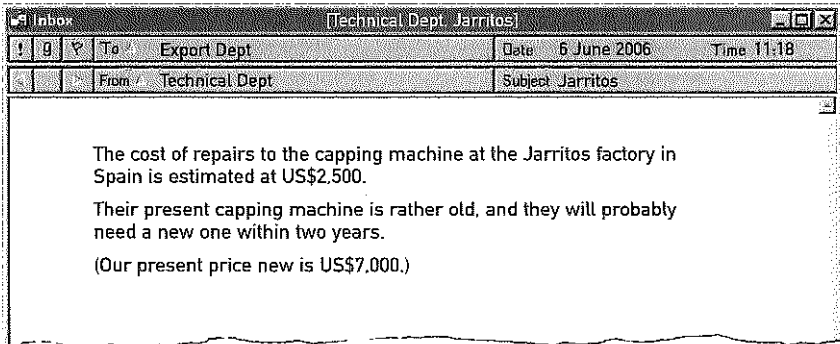 Inbox [Technical Dept. Jarritos]
! To Export Dept Date 6 June 2006 Time 11:18
From Technical Dept Subject Jarritos
The cost of repairs to the capping machine at the Jarritos factory in
Spain is estimated at US$2,500.
Their present capping machine is rather old, and they will probably
need a new one within two years.
(Our present price new is US$7,000.)